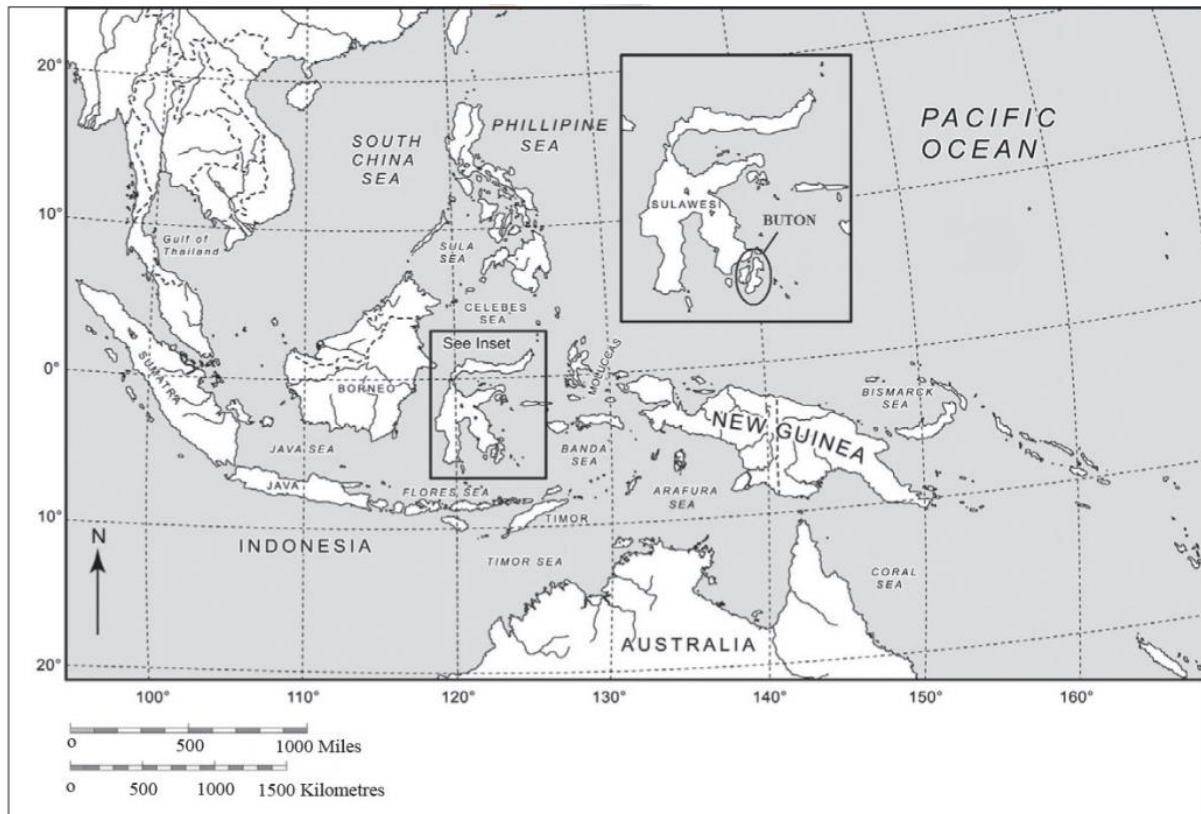 20°
10°
0°
10°
20°
SOUTH
CHINA
SEA
PHILLIPINE
SEA
PACIFIC
OCEAN
Gulf of
Thailand
SULA
SEA
CELEBES
SEA
SULAWESI
BUTON
See Inset
SUMATRA
BORNEO
MOLUCCAS
BISMARCK
SEA
NEW GUINEA
JAVA SEA
BANDA
SEA
JAVA
FLORES SEA
ARAFURA
SEA
TIMOR
N
INDONESIA
TIMOR SEA
CORAL
SEA
AUSTRALIA
100°
110°
120°
130°
140°
150°
160°
0 500 1000 Miles
0 500 1000 1500 Kilometres